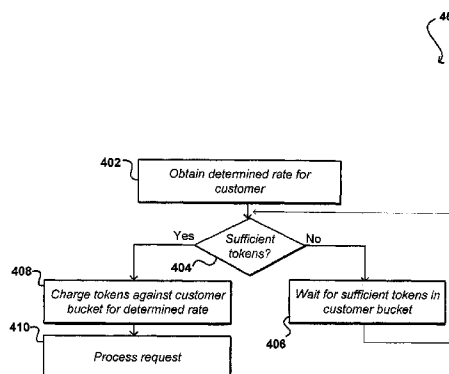 402
Obtain determined rate for
customer
Yes
Sufficient
tokens?
No
404
408
Charge tokens against customer
bucket for determined rate
Wait for sufficient tokens in
customer bucket
406
410
Process request